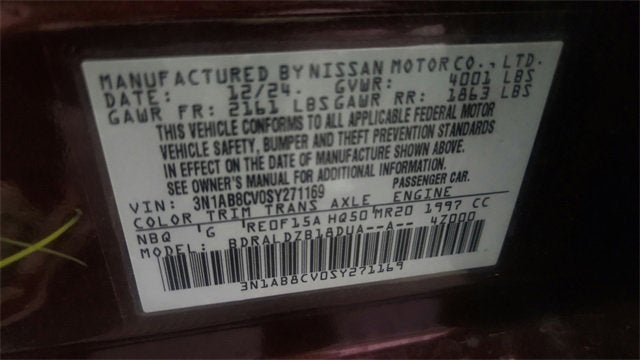 MANUFACTURED BY NISSAN MOTOR CO., LTD.
DATE: 12/24 GVWR: 4001 LBS
GAWR FR: 2161 LBS GAWR RR: 1863 LBS
THIS VEHICLE CONFORMS TO ALL APPLICABLE FEDERAL MOTOR
VEHICLE SAFETY, BUMPER AND THEFT PREVENTION STANDARDS
IN EFFECT ON THE DATE OF MANUFACTURE SHOWN ABOVE.
SEE OWNER'S MANUAL FOR ADDITIONAL INFORMATION.
VIN: 3N1AB8CV0SY271169 PASSENGER CAR.
COLOR TRIM TRANS AXLE ENGINE
NBQ G RE0F15A HQ50 MR20 1997 CC
MODEL: BDRALDZB18DUA--A-- 4Z000
3N1AB8CV0SY271169